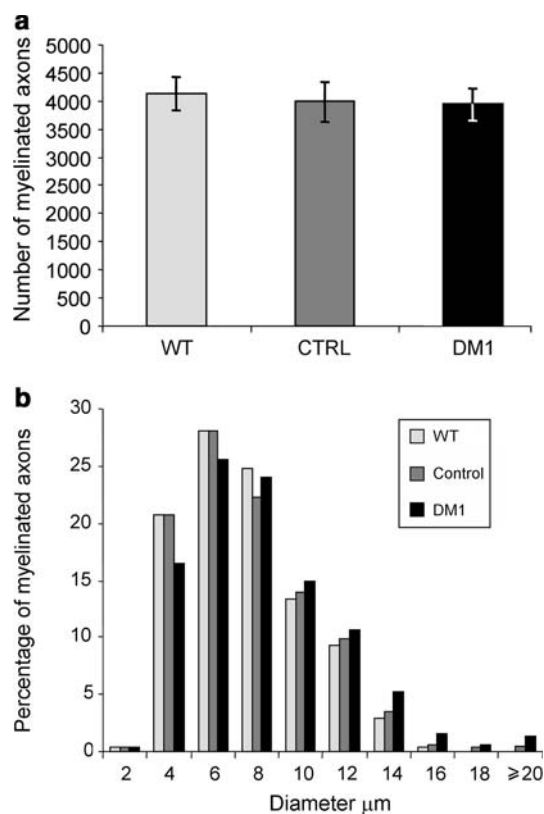 a
Number of myelinated axons
5000
4500
4000
3500
3000
2500
2000
1500
1000
500
0
WT CTRL DM1
b
Percentage of myelinated axons
30
25
20
15
10
5
0
WT
Control
DM1
2 4 6 8 10 12 14 16 18 ⩾20
Diameter μm